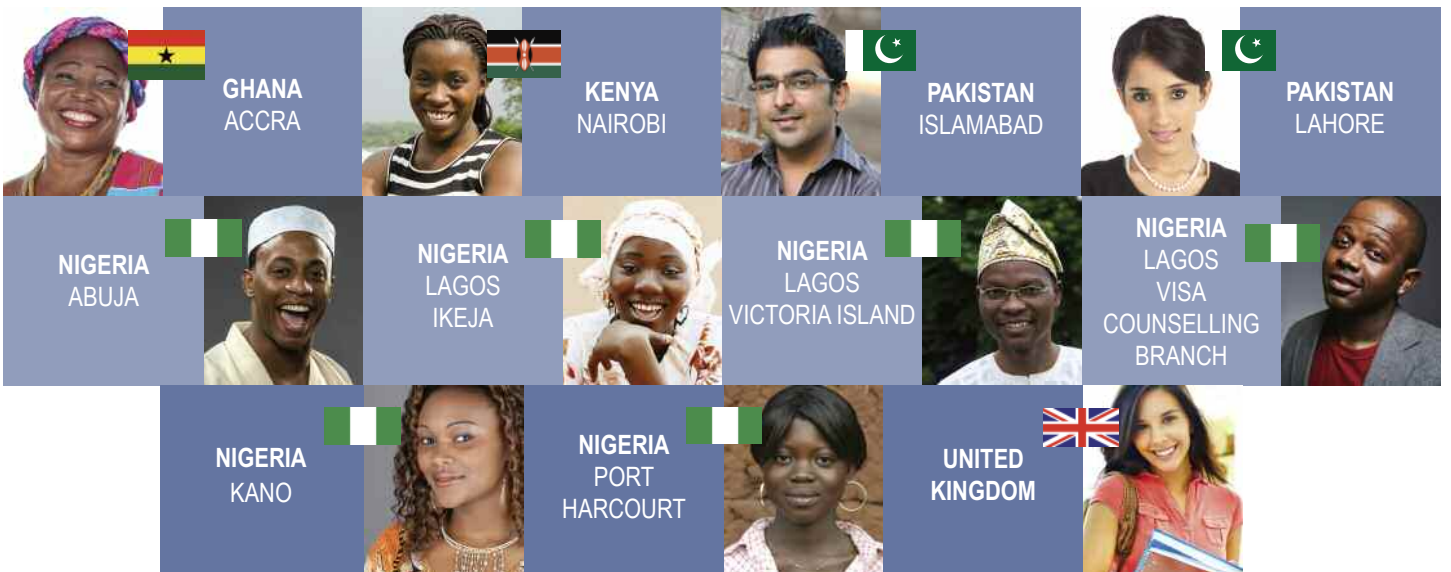 GHANA
ACCRA
KENYA
NAIROBI
PAKISTAN
ISLAMABAD
PAKISTAN
LAHORE
NIGERIA
ABUJA
NIGERIA
LAGOS
IKEJA
NIGERIA
LAGOS
VICTORIA ISLAND
NIGERIA
LAGOS
VISA
COUNSELLING
BRANCH
NIGERIA
KANO
NIGERIA
PORT
HARCOURT
UNITED
KINGDOM